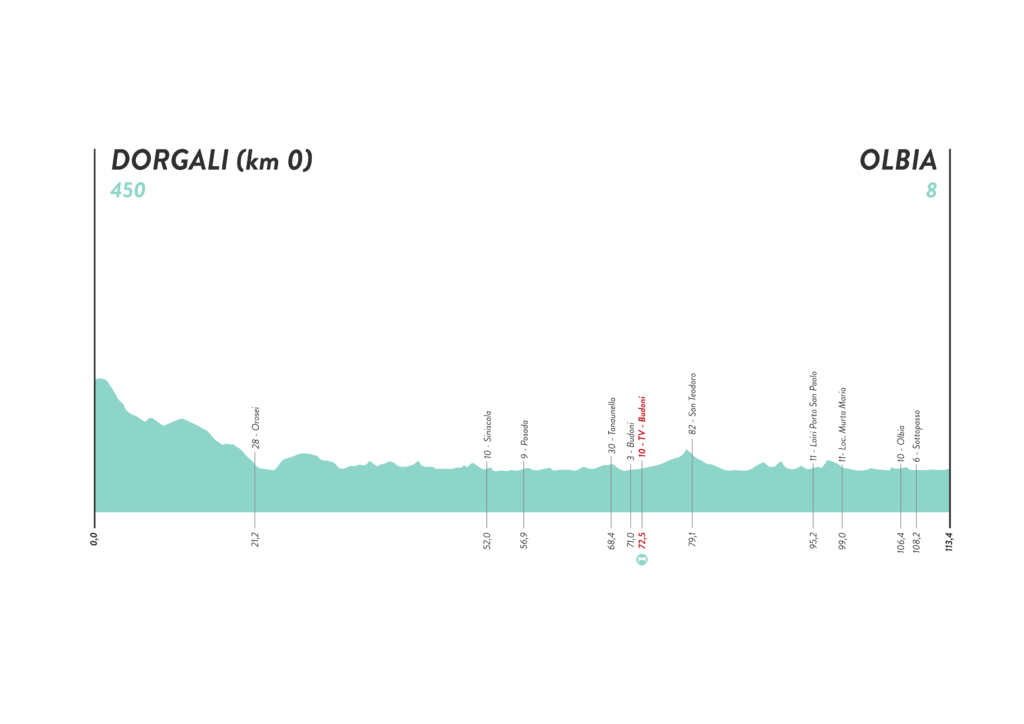 DORGALI (km 0)
450
OLBIA
8
28 - Orosei
10 - Siniscola
9 - Posada
30 - Tanaunella
3 - Budoni
10 - TV - Budoni
82 - San Teodoro
11 - Loiri Porto San Paolo
11- Loc. Murta Maria
10 - Olbia
6 - Sottopasso
0,0
21,2
52,0
56,9
68,4
71,0
72,5
79,1
95,2
99,0
106,4
108,2
113,4